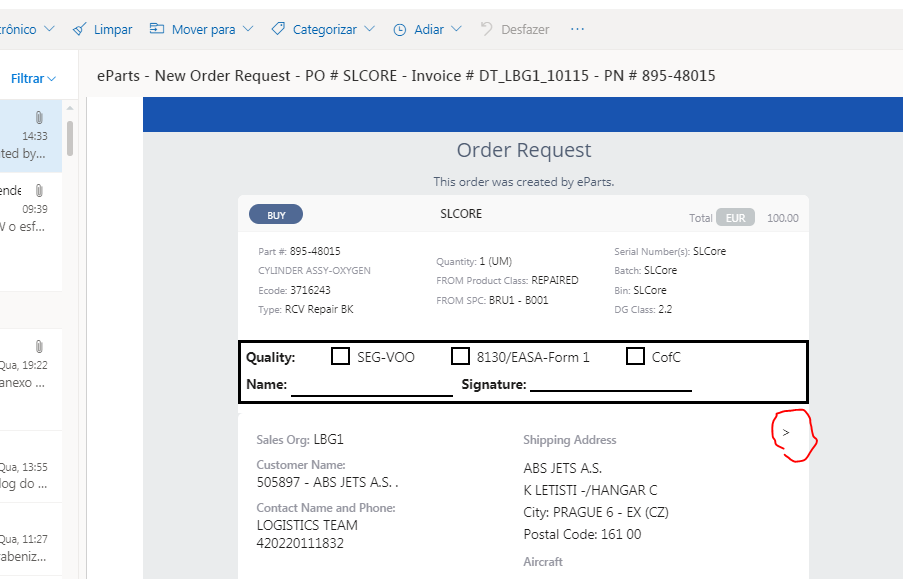 rônico Limpar Mover para Categorizar Adiar Desfazer ...
Filtrar
eParts - New Order Request - PO # SLCORE - Invoice # DT_LBG1_10115 - PN # 895-48015
14:33
ted by...
ende
09:39
V o esf...
Qua, 19:22
anexo ...
Qua, 13:55
log do ...
Qua, 11:27
rabeniz...
Order Request
This order was created by eParts.
BUY SLCORE Total EUR 100.00
Part #: 895-48015
CYLINDER ASSY-OXYGEN
Ecode: 3716243
Type: RCV Repair BK
Quantity: 1 (UM)
FROM Product Class: REPAIRED
FROM SPC: BRU1 - B001
Serial Number(s): SLCore
Batch: SLCore
Bin: SLCore
DG Class: 2.2
Quality: SEG-VOO 8130/EASA-Form 1 CofC
Name: Signature:
>
Sales Org: LBG1
Customer Name:
505897 - ABS JETS A.S. .
Contact Name and Phone:
LOGISTICS TEAM
420220111832
Shipping Address
ABS JETS A.S.
K LETISTI -/HANGAR C
City: PRAGUE 6 - EX (CZ)
Postal Code: 161 00
Aircraft